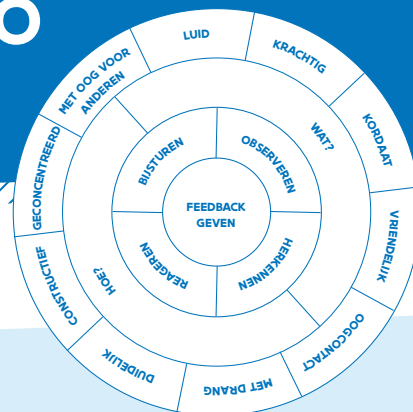 LUID
KRACHTIG
KORDAAT
VRIENDELIJK
OOGCONTACT
MET DRANG
DUIDELIJK
CONSTRUCTIEF
GECONCENTREERD
MET OOG VOOR
ANDEREN
WAT?
HOE?
OBSERVEREN
HERKENNEN
REAGEREN
BIJSTUREN
FEEDBACK
GEVEN